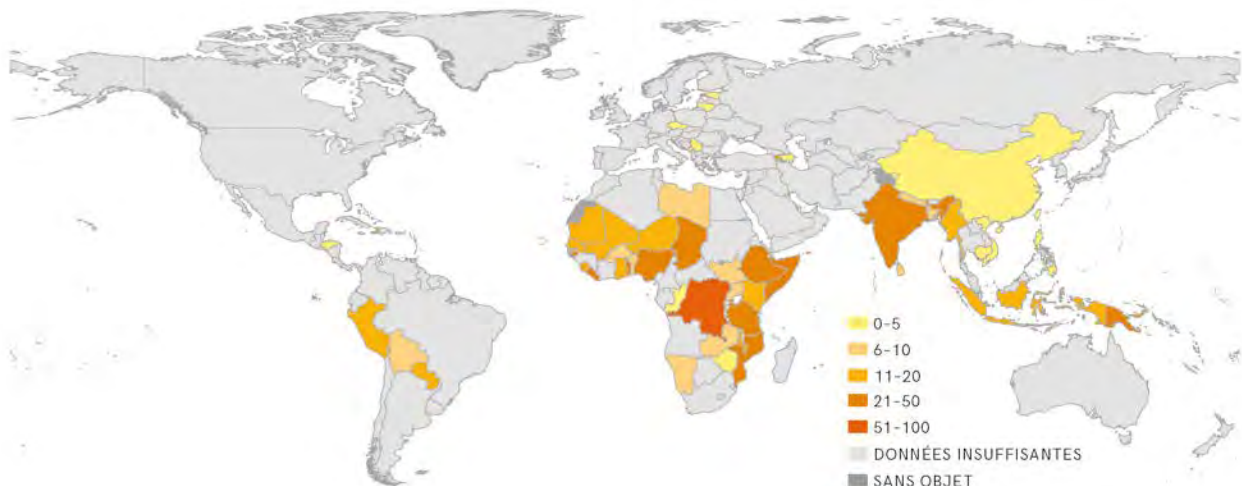 0-5
6-10
11-20
21-50
51-100
DONNÉES INSUFFISANTES
SANS OBJET